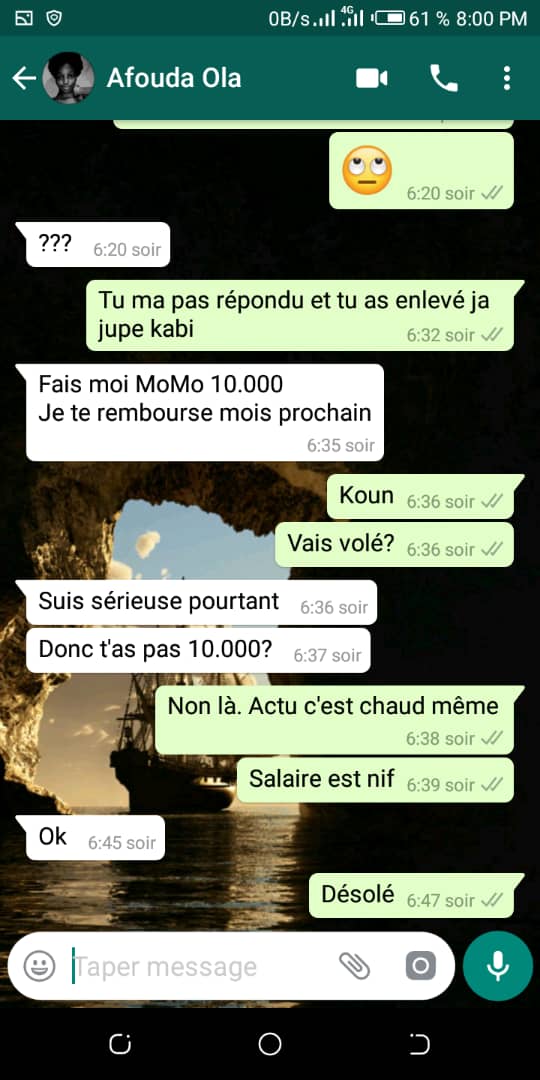 0B/s 4G 61 % 8:00 PM
Afouda Ola
6:20 soir
???
6:20 soir
Tu ma pas répondu et tu as enlevé ja
jupe kabi
6:32 soir
Fais moi MoMo 10.000
Je te rembourse mois prochain
6:35 soir
Koun
6:36 soir
Vais volé?
6:36 soir
Suis sérieuse pourtant
6:36 soir
Donc t'as pas 10.000?
6:37 soir
Non là. Actu c'est chaud même
6:38 soir
Salaire est nif
6:39 soir
Ok
6:45 soir
Désolé
6:47 soir
Taper message